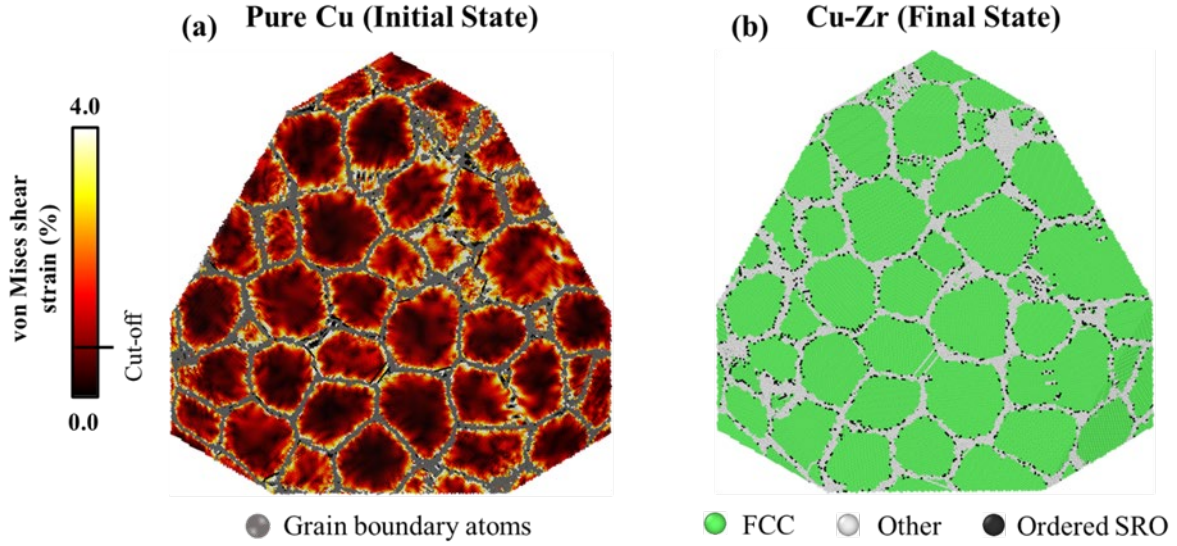 (a) Pure Cu (Initial State)
(b) Cu-Zr (Final State)
4.0
von Mises shear
strain (%)
Cut-off
0.0
Grain boundary atoms
FCC
Other
Ordered SRO